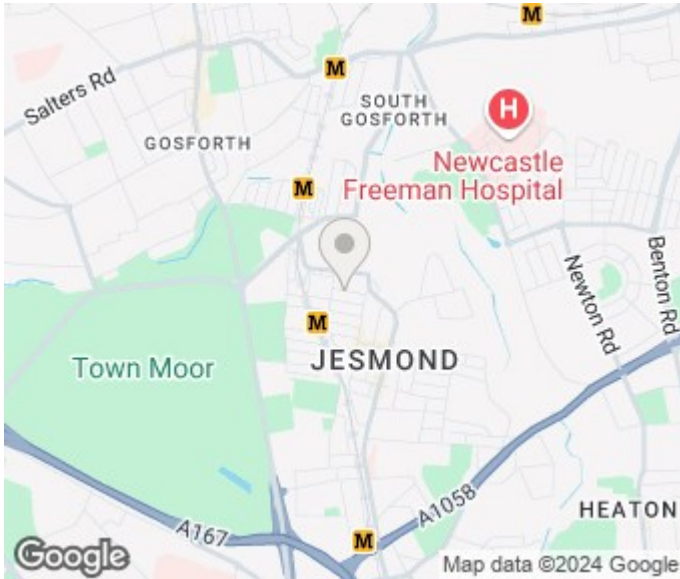 M
M
Salters Rd
SOUTH
GOSFORTH
H
GOSFORTH
Newcastle
Freeman Hospital
M
Benton Rd
Newton Rd
M
JESMOND
Town Moor
A1058
HEATON
A167
M
Google
Map data ©2024 Google